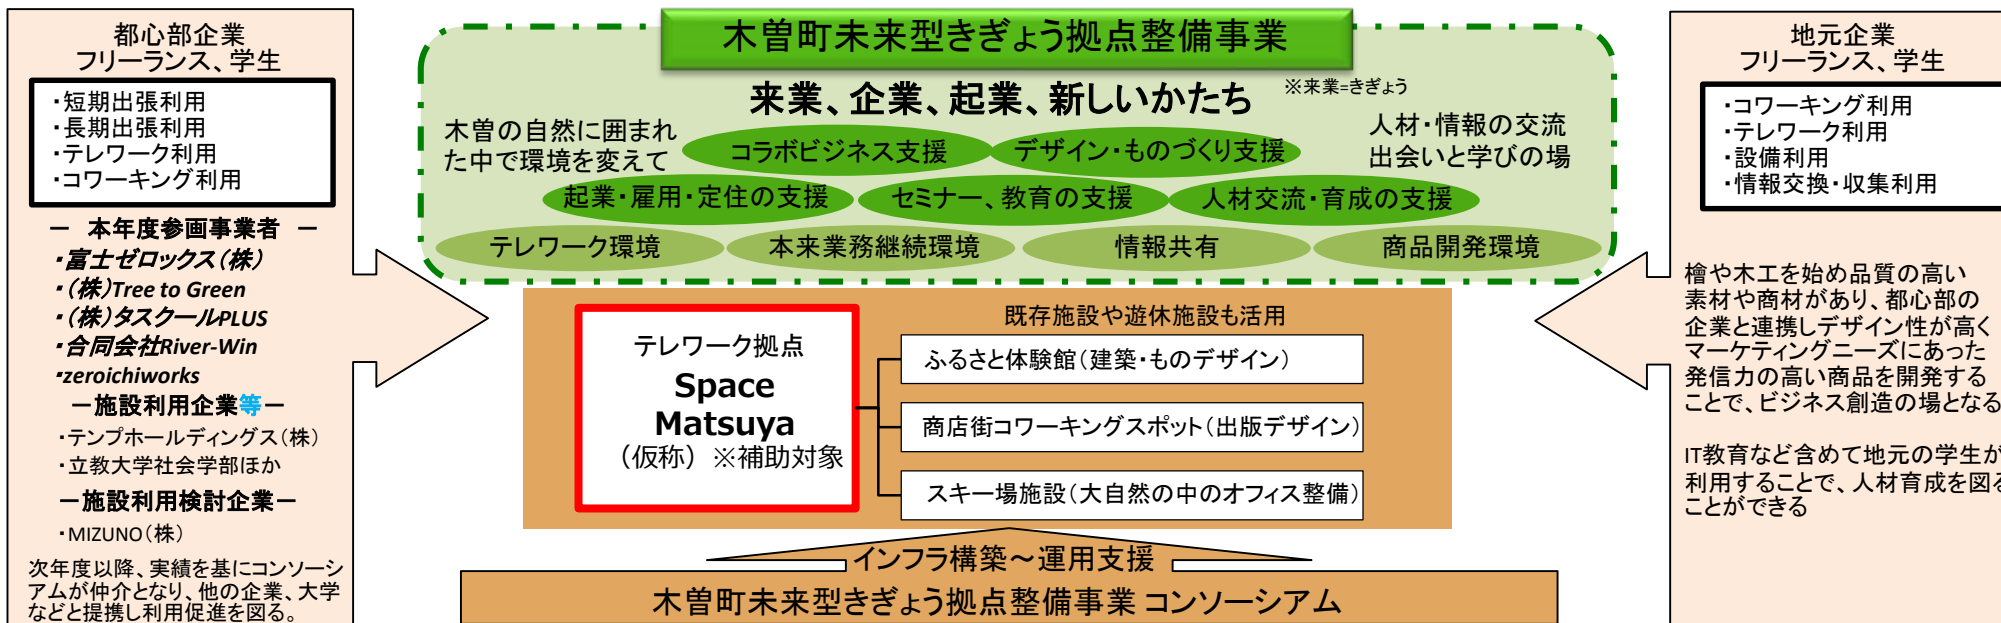 都心部企業
フリーランス、学生
・短期出張利用
・長期出張利用
・テレワーク利用
・コワーキング利用
－ 本年度参画事業者 －
・富士ゼロックス（株）
・（株）Tree to Green
・（株）タスクールPLUS
・合同会社River-Win
・zeroichiworks
－施設利用企業等－
・テンプホールディングス（株）
・立教大学社会学部ほか
－施設利用検討企業－
・MIZUNO（株）
次年度以降、実績を基にコンソーシ
アムが仲介となり、他の企業、大学
などと提携し利用促進を図る。
木曽町未来型きぎょう拠点整備事業
来業、企業、起業、新しいかたち
※来業=きぎょう
木曽の自然に囲まれ
た中で環境を変えて
人材・情報の交流
出会いと学びの場
コラボビジネス支援
デザイン・ものづくり支援
起業・雇用・定住の支援
セミナー、教育の支援
人材交流・育成の支援
テレワーク環境
本来業務継続環境
情報共有
商品開発環境
テレワーク拠点
Space
Matsuya
（仮称）※補助対象
既存施設や遊休施設も活用
ふるさと体験館（建築・ものデザイン）
商店街コワーキングスポット（出版デザイン）
スキー場施設（大自然の中のオフィス整備）
インフラ構築～運用支援
木曽町未来型きぎょう拠点整備事業 コンソーシアム
地元企業
フリーランス、学生
・コワーキング利用
・テレワーク利用
・設備利用
・情報交換・収集利用
檜や木工を始め品質の高い
素材や商材があり、都心部の
企業と連携しデザイン性が高く
マーケティングニーズにあった
発信力の高い商品を開発する
ことで、ビジネス創造の場となる
IT教育など含めて地元の学生が
利用することで、人材育成を図る
ことができる